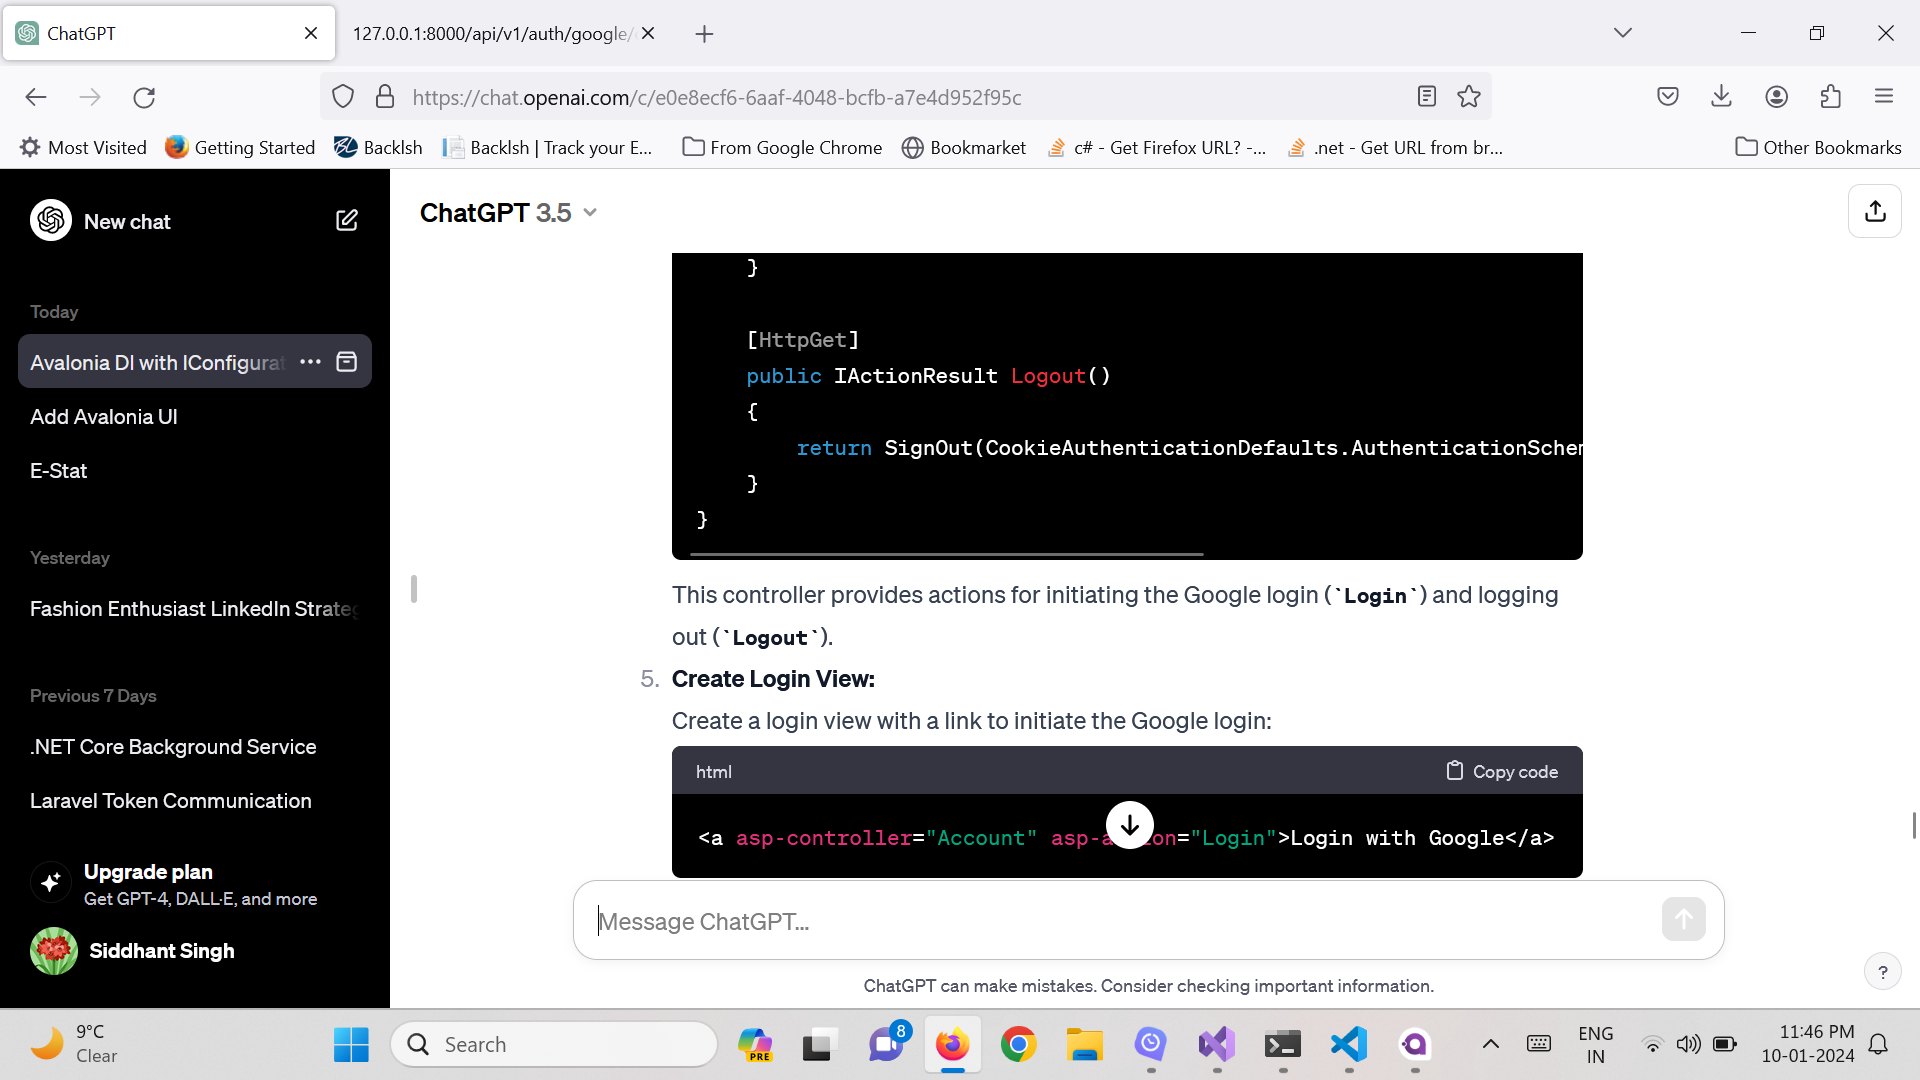 ChatGPT
127.0.0.1:8000/api/v1/auth/google/
https://chat.openai.com/c/e0e8ecf6-6aaf-4048-bcfb-a7e4d952f95c
Most Visited
Getting Started
Backlsh
Backlsh | Track your E...
From Google Chrome
Bookmarket
c# - Get Firefox URL? -...
.net - Get URL from br...
Other Bookmarks
New chat
Today
Avalonia DI with IConfigurat
Add Avalonia UI
E-Stat
Yesterday
Fashion Enthusiast LinkedIn Strateg
Previous 7 Days
.NET Core Background Service
Laravel Token Communication
Upgrade plan
Get GPT-4, DALL·E, and more
Siddhant Singh
ChatGPT 3.5
}
[HttpGet]
public IActionResult Logout()
{
return SignOut(CookieAuthenticationDefaults.AuthenticationSchem
}
}
This controller provides actions for initiating the Google login (`Login`) and logging
out (`Logout`).
5. Create Login View:
Create a login view with a link to initiate the Google login:
html
Copy code
<a asp-controller="Account" asp-a on="Login">Login with Google</a>
Message ChatGPT...
ChatGPT can make mistakes. Consider checking important information.
?
9°C
Clear
Search
PRE
8
ENG
IN
11:46 PM
10-01-2024